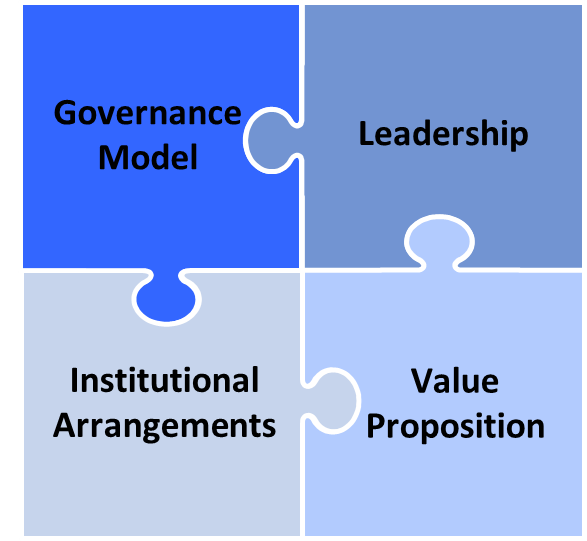 Governance
Model
Leadership
Institutional
Arrangements
Value
Proposition